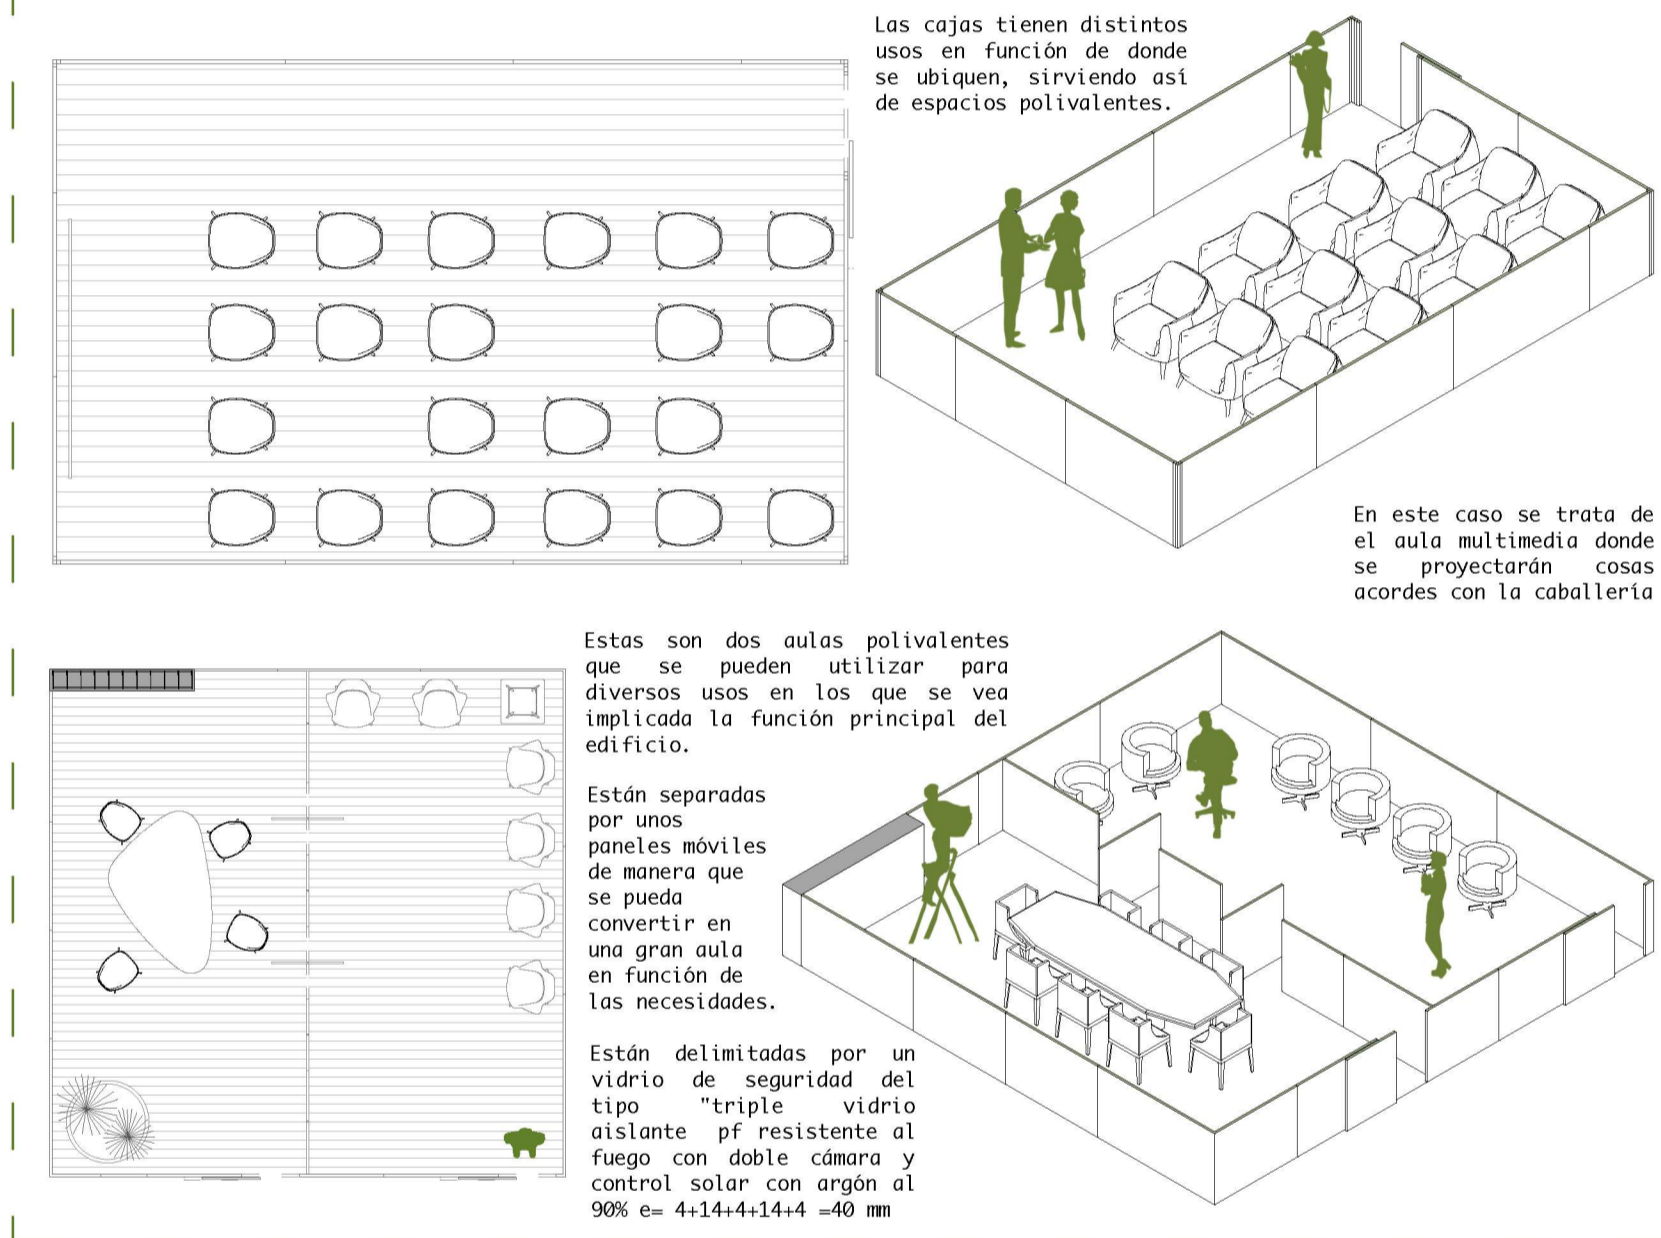 Las cajas tienen distintos
usos en función de donde
se ubiquen, sirviendo así
de espacios polivalentes.
En este caso se trata de
el aula multimedia donde
se proyectarán cosas
acordes con la caballería
Estas son dos aulas polivalentes
que se pueden utilizar para
diversos usos en los que se vea
implicada la función principal del
edificio.
Están separadas
por unos
paneles móviles
de manera que
se pueda
convertir en
una gran aula
en función de
las necesidades.
Están delimitadas por un
vidrio de seguridad del
tipo "triple vidrio
aislante pf resistente al
fuego con doble cámara y
control solar con argón al
90% e= 4+14+4+14+4 =40 mm